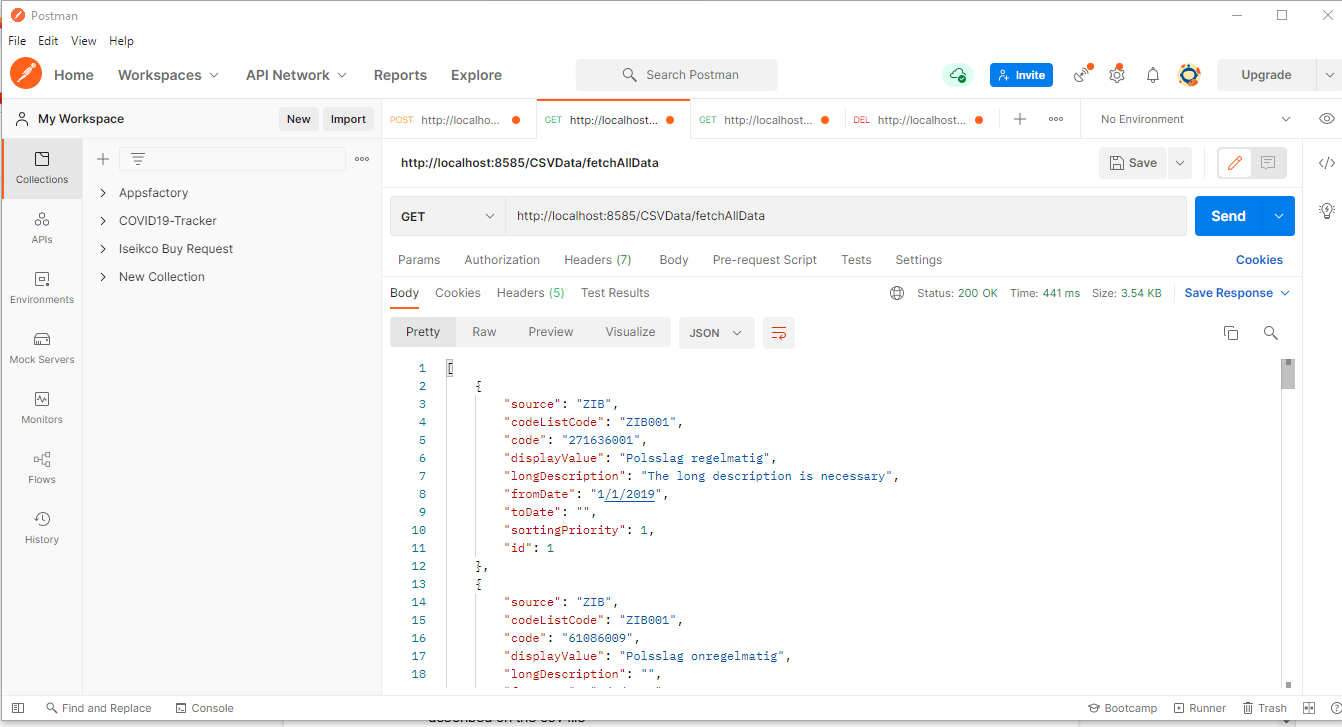 Postman
File Edit View Help
Home Workspaces API Network Reports Explore Search Postman Invite Upgrade
My Workspace New Import
POST http://localho... GET http://localhost... GET http://localhost... DEL http://localhost... No Environment
Collections
APIs
Environments
Mock Servers
Monitors
Flows
History
Appsfactory
COVID19-Tracker
Iseikco Buy Request
New Collection
http://localhost:8585/CSVData/fetchAllData Save
GET http://localhost:8585/CSVData/fetchAllData Send
Params Authorization Headers (7) Body Pre-request Script Tests Settings Cookies
Body Cookies Headers (5) Test Results Status: 200 OK Time: 441 ms Size: 3.54 KB Save Response
Pretty Raw Preview Visualize JSON
1 [
2 {
3 "source": "ZIB",
4 "codeListCode": "ZIB001",
5 "code": "271636001",
6 "displayValue": "Polsslag regelmatig",
7 "longDescription": "The long description is necessary",
8 "fromDate": "1/1/2019",
9 "toDate": "",
10 "sortingPriority": 1,
11 "id": 1
12 },
13 {
14 "source": "ZIB",
15 "codeListCode": "ZIB001",
16 "code": "61086009",
17 "displayValue": "Polsslag onregelmatig",
18 "longDescription": "",
Find and Replace Console Bootcamp Runner Trash